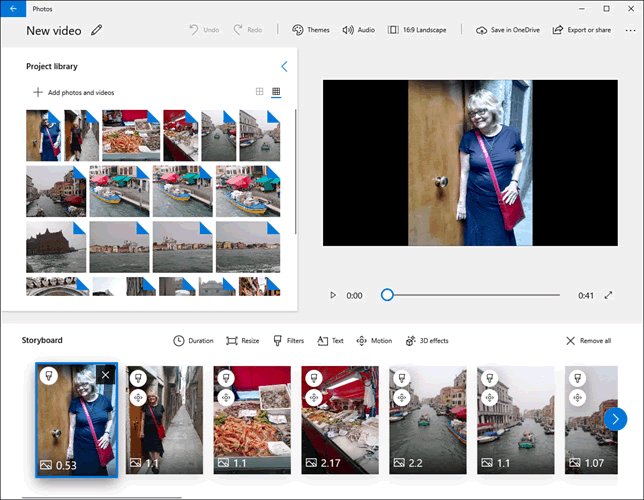 Photos
New video
Undo
Redo
Themes
Audio
16:9 Landscape
Save in OneDrive
Export or share
Project library
Add photos and videos
0:00
0:41
Storyboard
Duration
Resize
Filters
Text
Motion
3D effects
Remove all
0.53
1.1
1.1
2.17
2.2
1.1
1.07